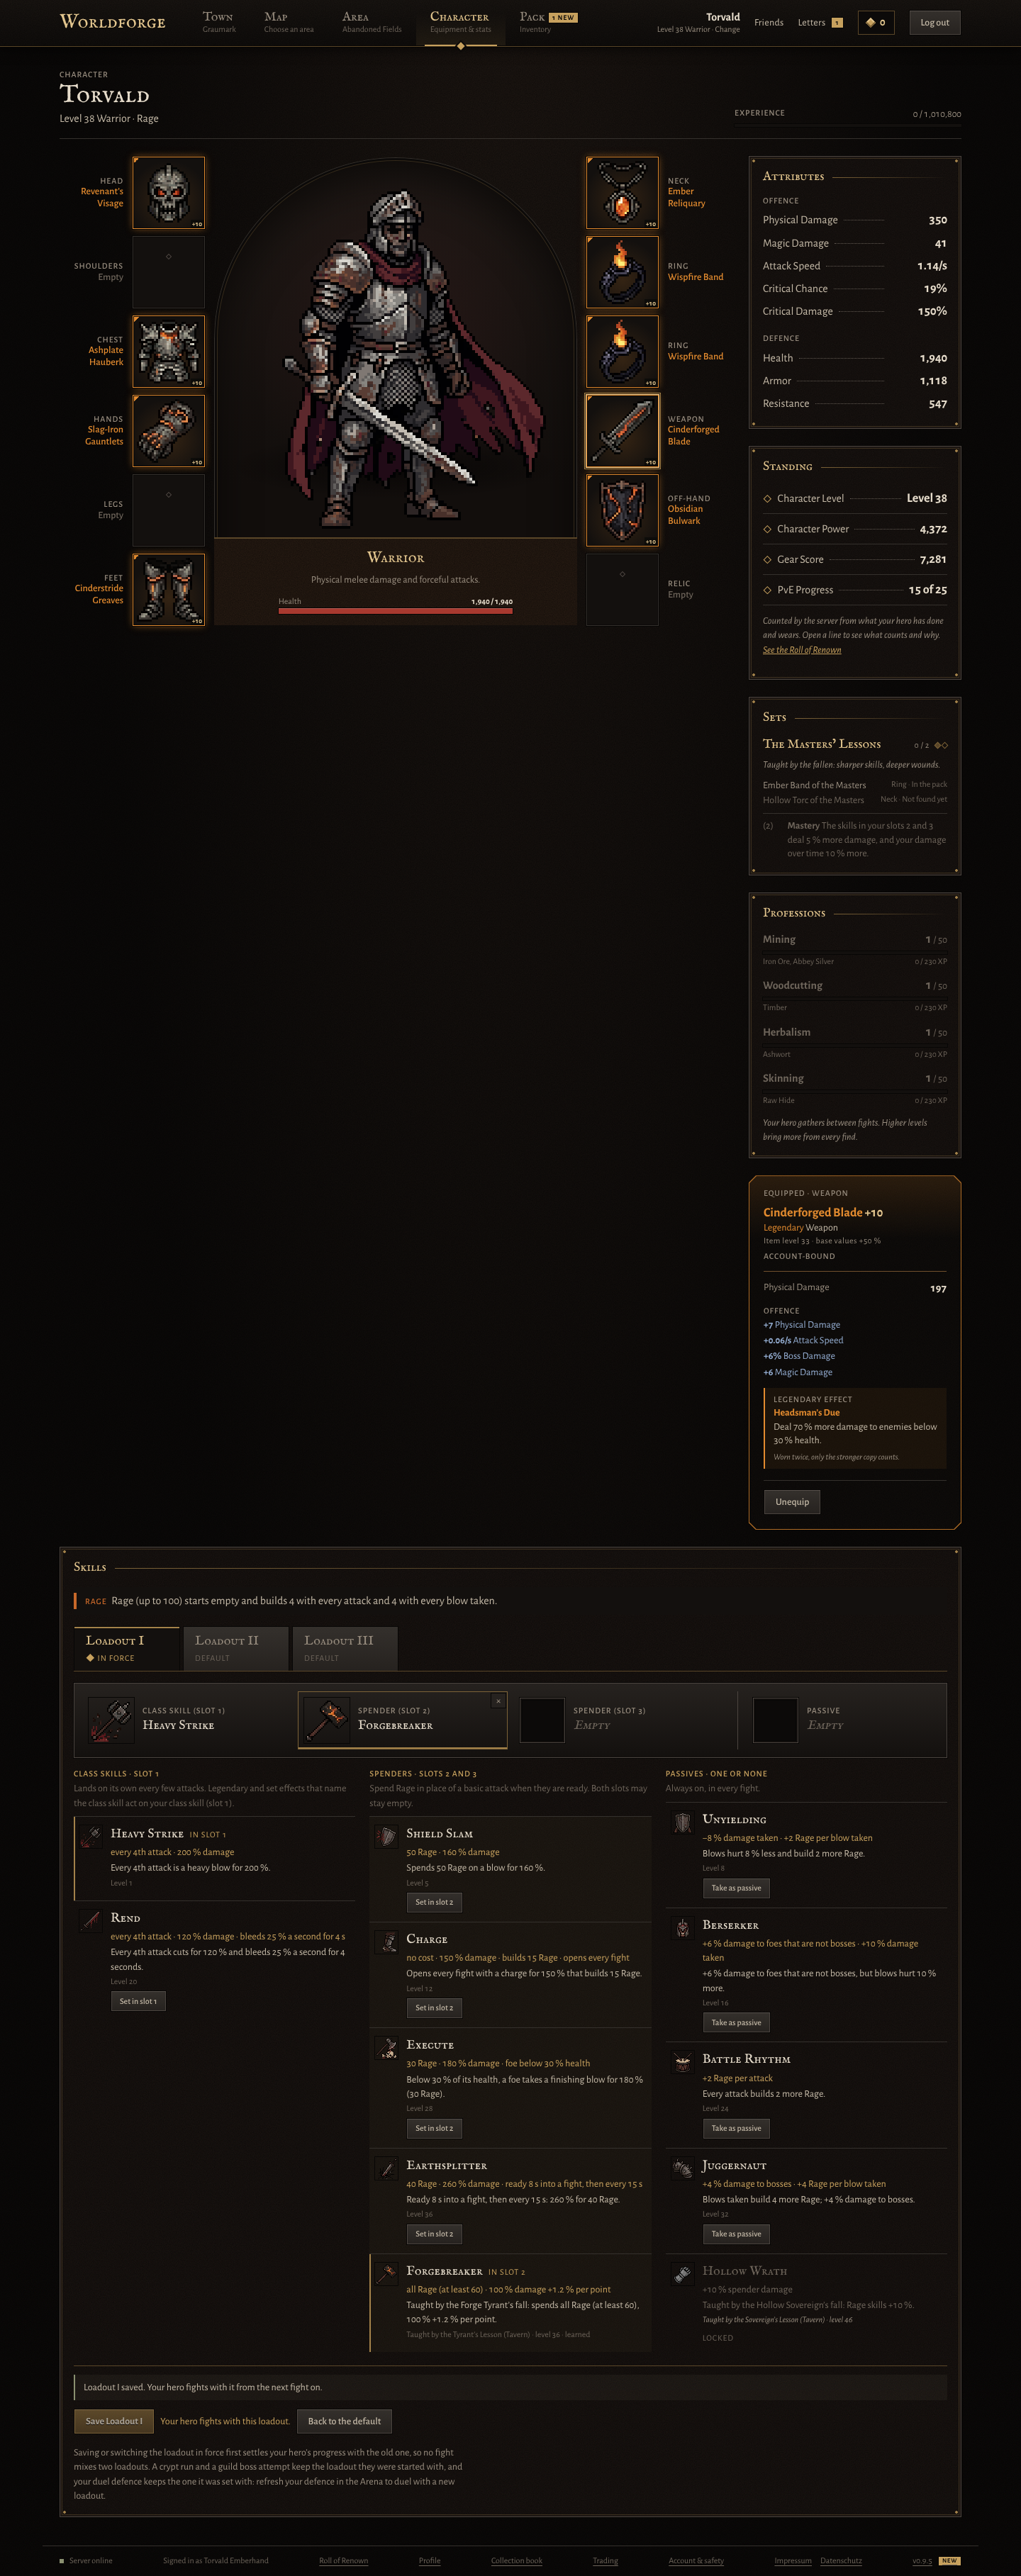 Worldforge
Town
Graumark
Map
Choose an area
Area
Abandoned Fields
Character
Equipment & stats
Pack 1 NEW
Inventory
Torvald
Level 38 Warrior · Change
Friends
Letters 1
0
Log out
CHARACTER
Torvald
Level 38 Warrior · Rage
EXPERIENCE
0 / 1,010,800
HEAD
Revenant's
Visage
+10
SHOULDERS
Empty
CHEST
Ashplate
Hauberk
+10
HANDS
Slag-Iron
Gauntlets
+10
LEGS
Empty
FEET
Cinderstride
Greaves
+10
Warrior
Physical melee damage and forceful attacks.
Health
1,940 / 1,940
NECK
Ember
Reliquary
+10
RING
Wispfire Band
+10
RING
Wispfire Band
+10
WEAPON
Cinderforged
Blade
+10
OFF-HAND
Obsidian
Bulwark
+10
RELIC
Empty
Attributes
OFFENCE
Physical Damage 350
Magic Damage 41
Attack Speed 1.14/s
Critical Chance 19%
Critical Damage 150%
DEFENCE
Health 1,940
Armor 1,118
Resistance 547
Standing
Character Level Level 38
Character Power 4,372
Gear Score 7,281
PvE Progress 15 of 25
Counted by the server from what your hero has done
and wears. Open a line to see what counts and why.
See the Roll of Renown
Sets
The Masters' Lessons 0 / 2
Taught by the fallen: sharper skills, deeper wounds.
Ember Band of the Masters Ring · In the pack
Hollow Torc of the Masters Neck · Not found yet
(2) Mastery The skills in your slots 2 and 3
deal 5 % more damage, and your damage
over time 10 % more.
Professions
Mining 1 / 50
Iron Ore, Abbey Silver 0 / 230 XP
Woodcutting 1 / 50
Timber 0 / 230 XP
Herbalism 1 / 50
Ashwort 0 / 230 XP
Skinning 1 / 50
Raw Hide 0 / 230 XP
Your hero gathers between fights. Higher levels
bring more from every find.
EQUIPPED · WEAPON
Cinderforged Blade +10
Legendary Weapon
Item level 33 · base values +50 %
ACCOUNT-BOUND
Physical Damage 197
OFFENCE
+7 Physical Damage
+0.06/s Attack Speed
+6% Boss Damage
+6 Magic Damage
LEGENDARY EFFECT
Headsman's Due
Deal 70 % more damage to enemies below
30 % health.
Worn twice, only the stronger copy counts.
Unequip
Skills
RAGE Rage (up to 100) starts empty and builds 4 with every attack and 4 with every blow taken.
Loadout I
IN FORCE
Loadout II
DEFAULT
Loadout III
DEFAULT
CLASS SKILL (SLOT 1)
Heavy Strike
SPENDER (SLOT 2)
Forgebreaker
×
SPENDER (SLOT 3)
Empty
PASSIVE
Empty
CLASS SKILLS · SLOT 1
Lands on its own every few attacks. Legendary and set effects that name
the class skill act on your class skill (slot 1).
Heavy Strike IN SLOT 1
every 4th attack · 200 % damage
Every 4th attack is a heavy blow for 200 %.
Level 1
Rend
every 4th attack · 120 % damage · bleeds 25 % a second for 4 s
Every 4th attack cuts for 120 % and bleeds 25 % a second for 4
seconds.
Level 20
Set in slot 1
SPENDERS · SLOTS 2 AND 3
Spend Rage in place of a basic attack when they are ready. Both slots may
stay empty.
Shield Slam
50 Rage · 160 % damage
Spends 50 Rage on a blow for 160 %.
Level 5
Set in slot 2
Charge
no cost · 150 % damage · builds 15 Rage · opens every fight
Opens every fight with a charge for 150 % that builds 15 Rage.
Level 12
Set in slot 2
Execute
30 Rage · 180 % damage · foe below 30 % health
Below 30 % of its health, a foe takes a finishing blow for 180 %
(30 Rage).
Level 28
Set in slot 2
Earthsplitter
40 Rage · 260 % damage · ready 8 s into a fight, then every 15 s
Ready 8 s into a fight, then every 15 s: 260 % for 40 Rage.
Level 36
Set in slot 2
Forgebreaker IN SLOT 2
all Rage (at least 60) · 100 % damage +1.2 % per point
Taught by the Forge Tyrant's fall: spends all Rage (at least 60),
100 % +1.2 % per point.
Taught by the Tyrant's Lesson (Tavern) · level 36 · learned
PASSIVES · ONE OR NONE
Always on, in every fight.
Unyielding
−8 % damage taken · +2 Rage per blow taken
Blows hurt 8 % less and build 2 more Rage.
Level 8
Take as passive
Berserker
+6 % damage to foes that are not bosses · +10 % damage
taken
+6 % damage to foes that are not bosses, but blows hurt 10 %
more.
Level 16
Take as passive
Battle Rhythm
+2 Rage per attack
Every attack builds 2 more Rage.
Level 24
Take as passive
Juggernaut
+4 % damage to bosses · +4 Rage per blow taken
Blows taken build 4 more Rage; +4 % damage to bosses.
Level 32
Take as passive
Hollow Wrath
+10 % spender damage
Taught by the Hollow Sovereign's fall: Rage skills +10 %.
Taught by the Sovereign's Lesson (Tavern) · level 46
LOCKED
Loadout I saved. Your hero fights with it from the next fight on.
Save Loadout I
Your hero fights with this loadout.
Back to the default
Saving or switching the loadout in force first settles your hero's progress with the old one, so no fight
mixes two loadouts. A crypt run and a guild boss attempt keep the loadout they were started with, and
your duel defence keeps the one it was set with: refresh your defence in the Arena to duel with a new
loadout.
Server online
Signed in as Torvald Emberhand
Roll of Renown
Profile
Collection book
Trading
Account & safety
Impressum
Datenschutz
v0.9.5 NEW